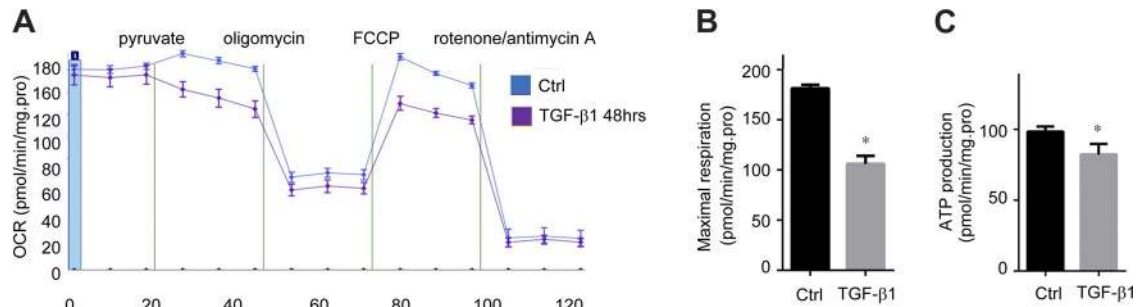 A
pyruvate oligomycin FCCP rotenone/antimycin A
OCR (pmol/min/mg.pro)
180
160
120
100
80
60
40
20
0
0 20 40 60 80 100 120
Ctrl
TGF-β1 48hrs
B
Maximal respiration
(pmol/min/mg.pro)
200
150
100
50
0
*
Ctrl TGF-β1
C
ATP production
(pmol/min/mg.pro)
100
50
0
*
Ctrl TGF-β1